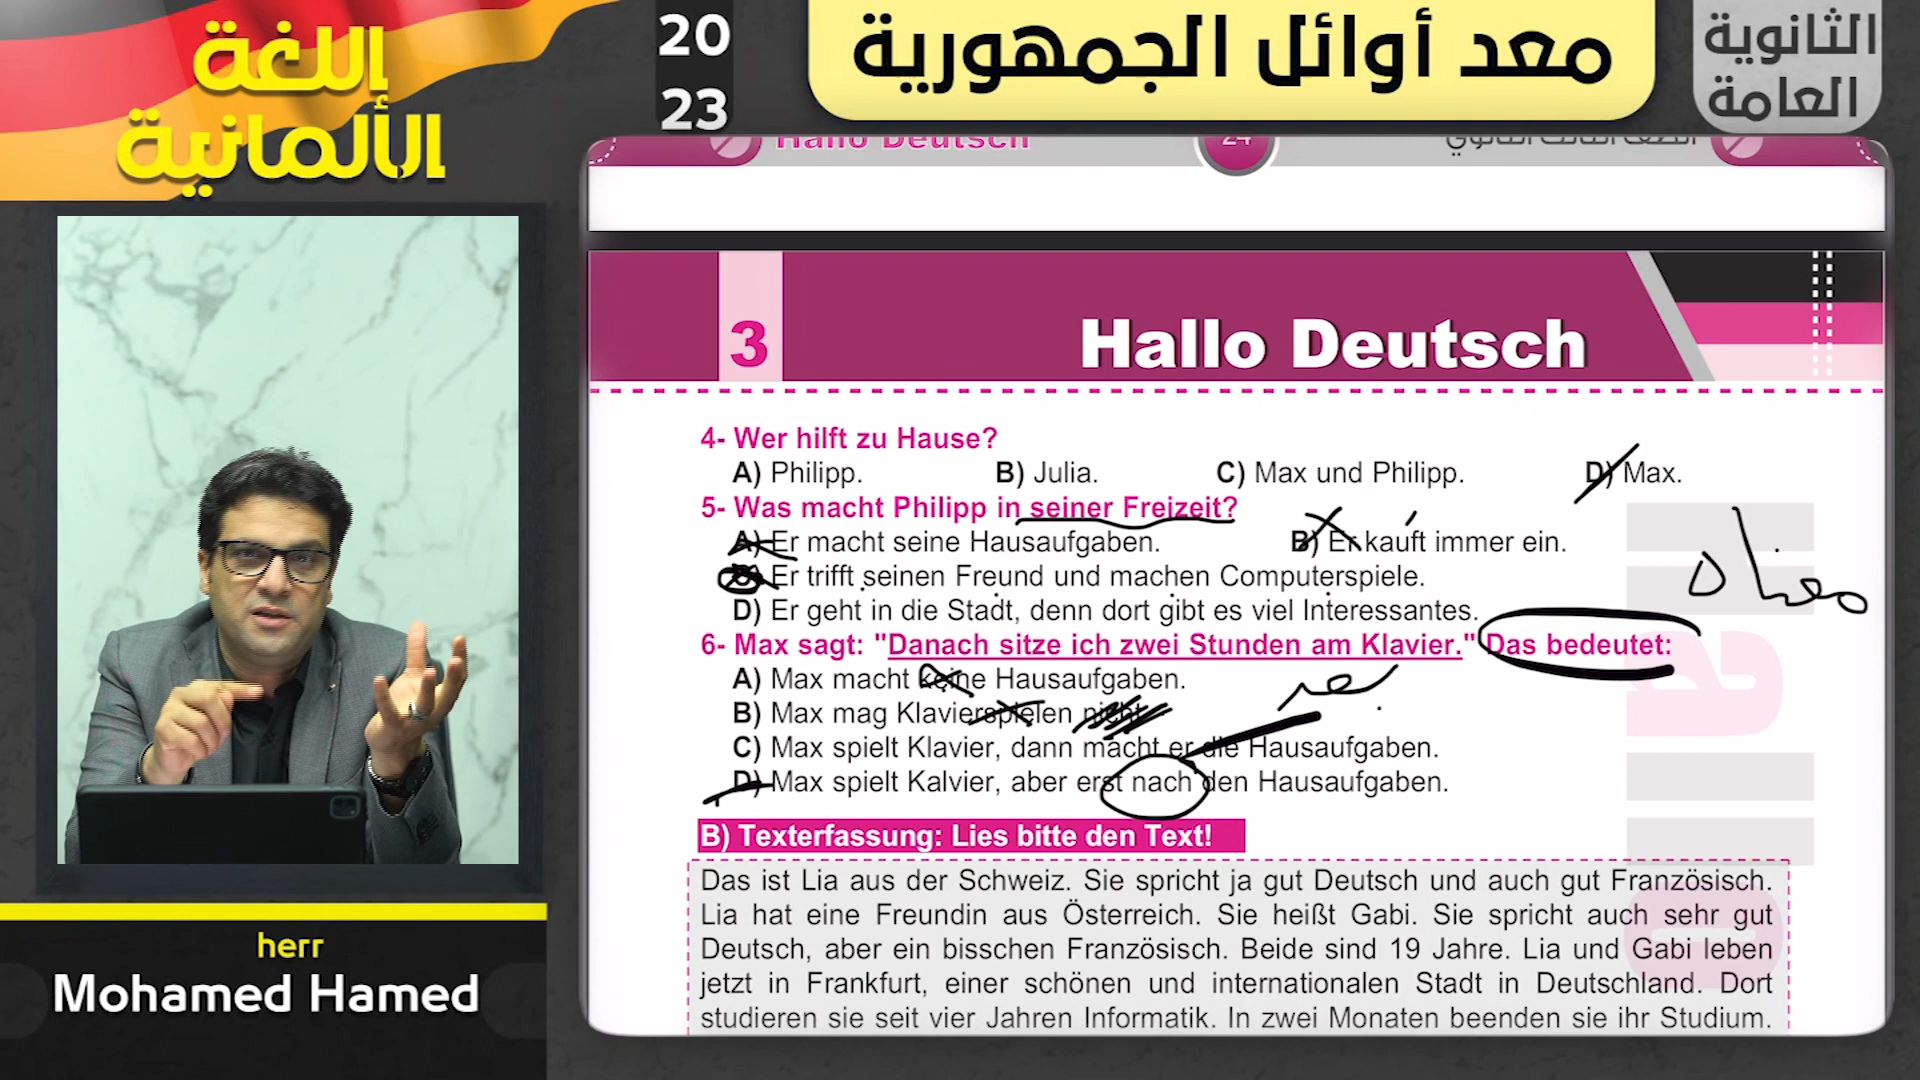 اللغة
الألمانية
20
23
معد أوائل الجمهورية
الثانوية
العامة
Hallo Deutsch
24
الصف الثالث الثانوي
3
Hallo Deutsch
4- Wer hilft zu Hause?
A) Philipp. B) Julia. C) Max und Philipp. D) Max.
5- Was macht Philipp in seiner Freizeit?
A) Er macht seine Hausaufgaben. B) Er kauft immer ein.
C) Er trifft seinen Freund und machen Computerspiele.
D) Er geht in die Stadt, denn dort gibt es viel Interessantes.
6- Max sagt: "Danach sitze ich zwei Stunden am Klavier." Das bedeutet:
معناه
A) Max macht keine Hausaufgaben.
B) Max mag Klavierspielen nicht.
C) Max spielt Klavier, dann macht er die Hausaufgaben.
D) Max spielt Kalvier, aber erst nach den Hausaufgaben.
B) Texterfassung: Lies bitte den Text!
Das ist Lia aus der Schweiz. Sie spricht ja gut Deutsch und auch gut Französisch.
Lia hat eine Freundin aus Österreich. Sie heißt Gabi. Sie spricht auch sehr gut
Deutsch, aber ein bisschen Französisch. Beide sind 19 Jahre. Lia und Gabi leben
jetzt in Frankfurt, einer schönen und internationalen Stadt in Deutschland. Dort
studieren sie seit vier Jahren Informatik. In zwei Monaten beenden sie ihr Studium.
herr
Mohamed Hamed